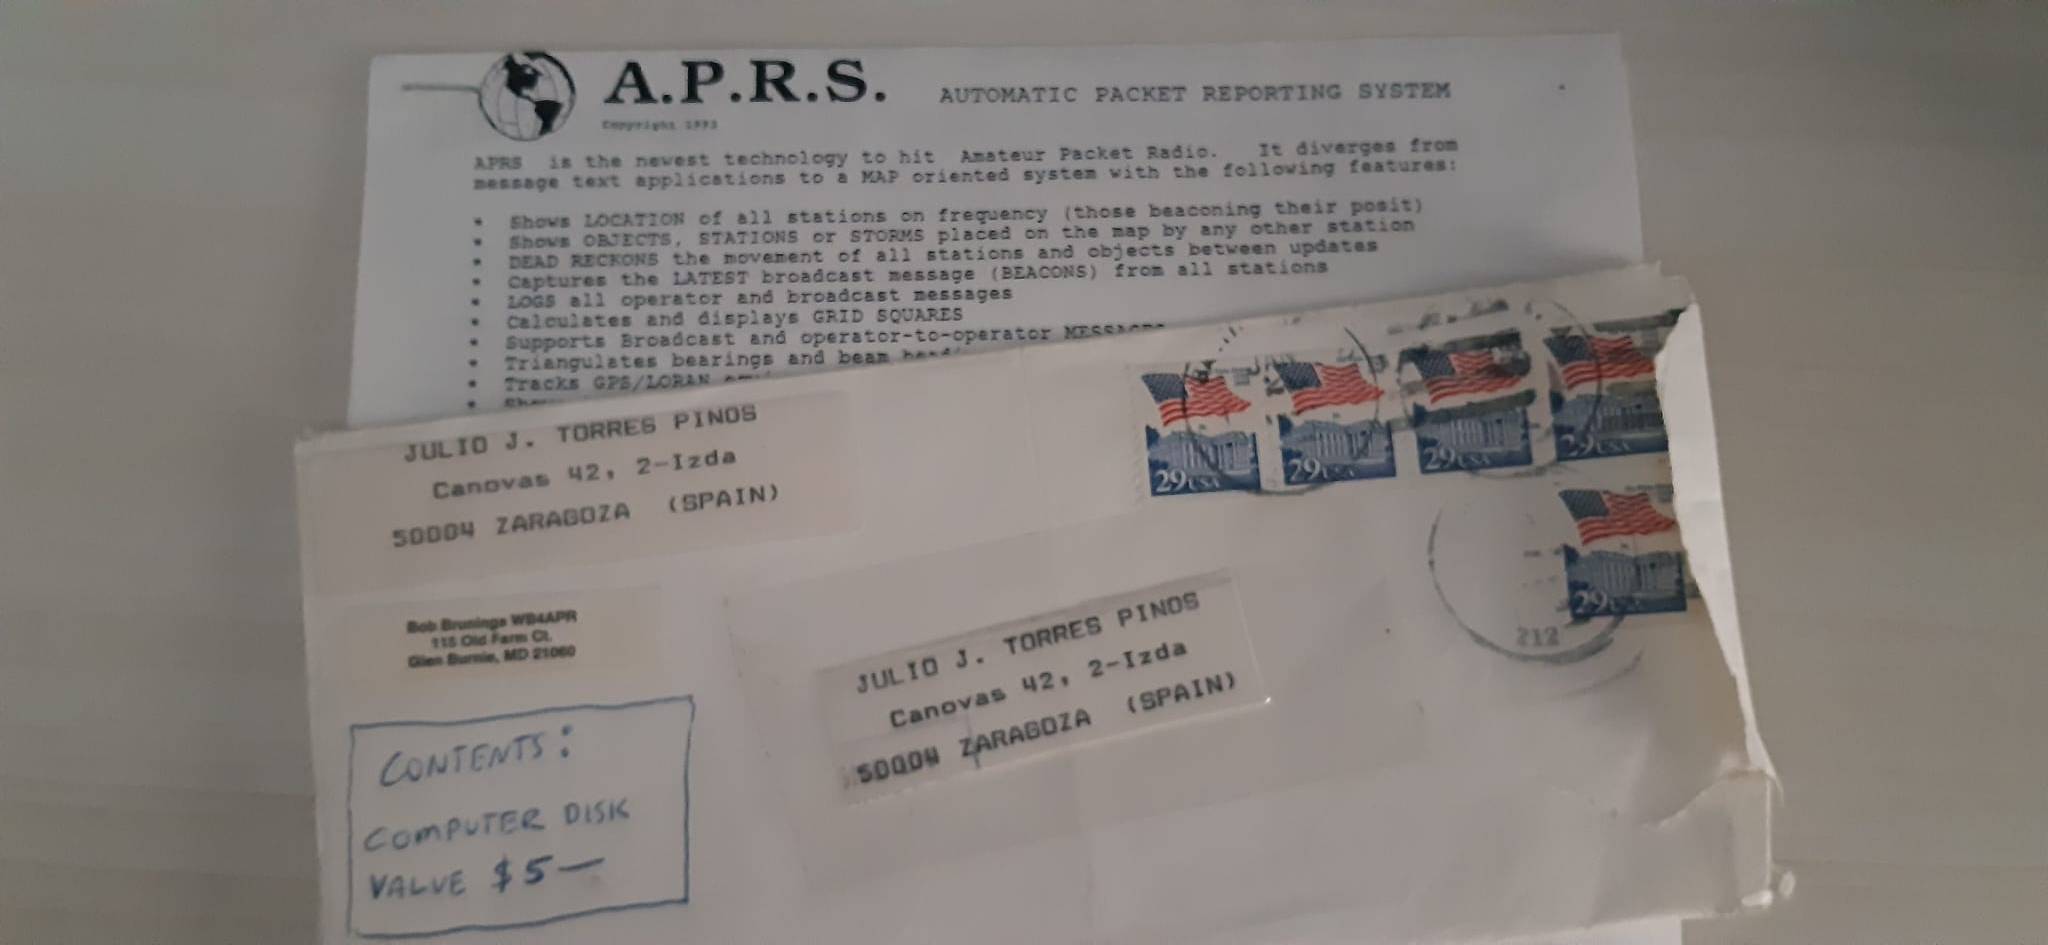 A.P.R.S. AUTOMATIC PACKET REPORTING SYSTEM
Copyright 1993
APRS is the newest technology to hit Amateur Packet Radio. It diverges from
message text applications to a MAP oriented system with the following features:
* Shows LOCATION of all stations on frequency (those beaconing their posit)
* Shows OBJECTS, STATIONS or STORMS placed on the map by any other station
* DEAD RECKONS the movement of all stations and objects between updates
* Captures the LATEST broadcast message (BEACONS) from all stations
* LOGS all operator and broadcast messages
* Calculates and displays GRID SQUARES
* Supports Broadcast and operator-to-operator MESSAGES
* Triangulates bearings and beam
* Tracks GPS/LORAN
JULIO J. TORRES PINOS
Canovas 42, 2-Izda
50004 ZARAGOZA (SPAIN)
29USA
29USA
29USA
29USA
29
212
Bob Bruninga WB4APR
115 Old Farm Ct.
Glen Burnie, MD 21060
JULIO J. TORRES PINOS
Canovas 42, 2-Izda
50004 ZARAGOZA (SPAIN)
CONTENTS:
COMPUTER DISK
VALUE $5—